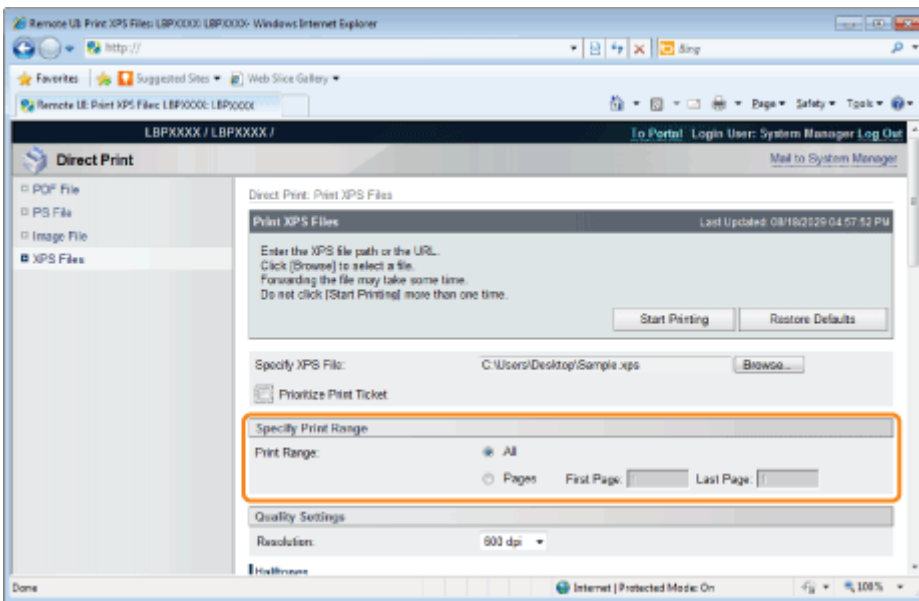 Remote UI: Print XPS Files: LBPXXXX: LBPXXXX - Windows Internet Explorer
http://
Bing
Favorites Suggested Sites Web Slice Gallery
Remote UI: Print XPS Files: LBPXXXX: LBPXXXX
Page Safety Tools
LBPXXXX / LBPXXXX / To Portal Login User: System Manager Log Out
Direct Print Mail to System Manager
PDF File
PS File
Image File
XPS Files
Direct Print: Print XPS Files
Print XPS Files Last Updated: 08/18/2029 04:57:52 PM
Enter the XPS file path or the URL.
Click [Browse] to select a file.
Forwarding the file may take some time.
Do not click [Start Printing] more than one time.
Start Printing Restore Defaults
Specify XPS File: C:\Users\Desktop\Sample.xps Browse...
Prioritize Print Ticket
Specify Print Range
Print Range: All
Pages First Page: 1 Last Page: 1
Quality Settings
Resolution: 600 dpi
Halftones
Done Internet | Protected Mode: On 100%